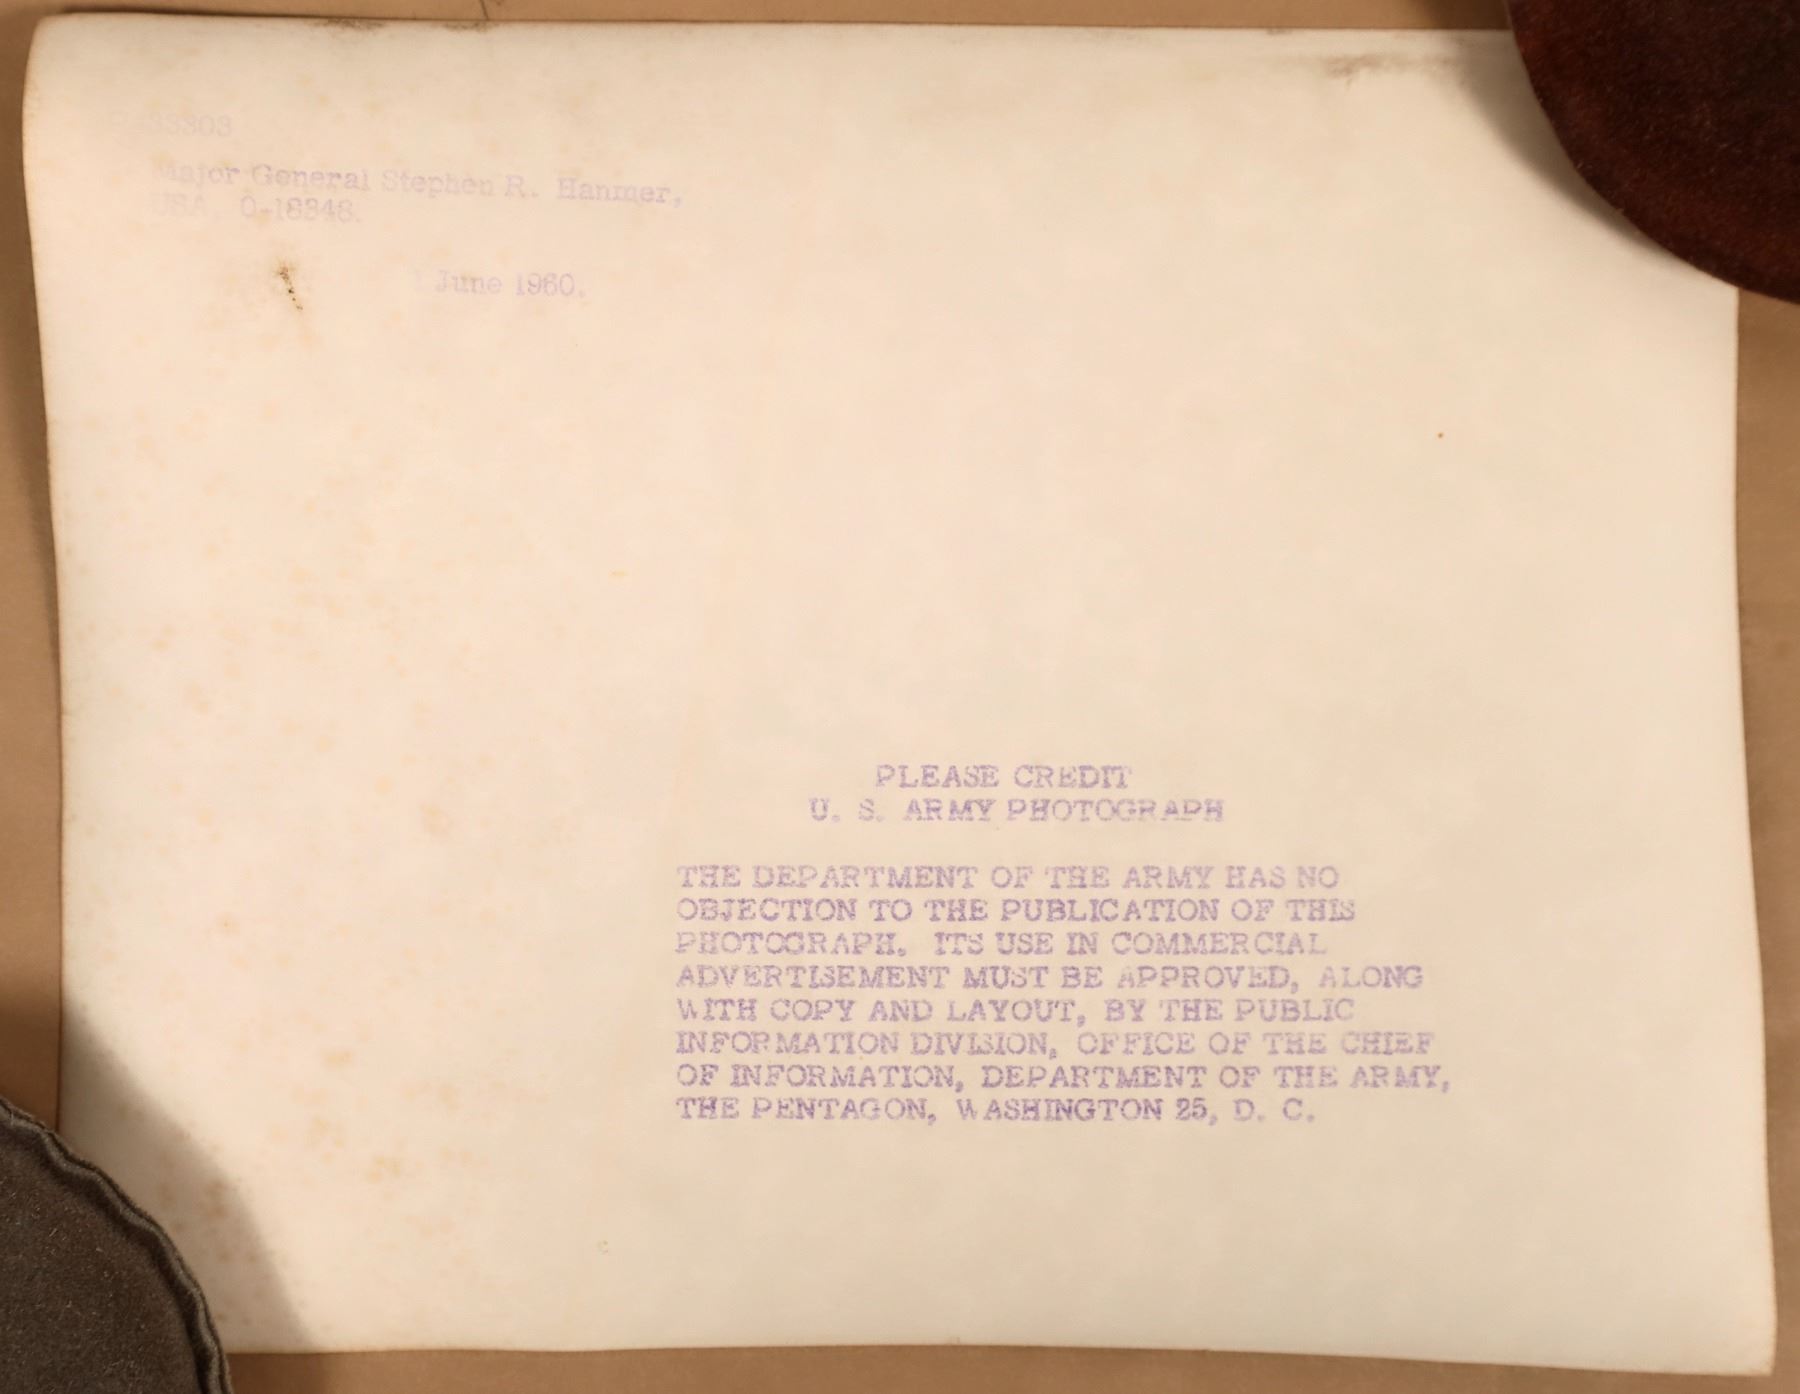 Major General Stephen R. Hanmer,
USA, O-18348.
1 June 1960.
PLEASE CREDIT
U. S. ARMY PHOTOGRAPH
THE DEPARTMENT OF THE ARMY HAS NO
OBJECTION TO THE PUBLICATION OF THIS
PHOTOGRAPH. ITS USE IN COMMERCIAL
ADVERTISEMENT MUST BE APPROVED, ALONG
WITH COPY AND LAYOUT, BY THE PUBLIC
INFORMATION DIVISION, OFFICE OF THE CHIEF
OF INFORMATION, DEPARTMENT OF THE ARMY,
THE PENTAGON, WASHINGTON 25, D. C.